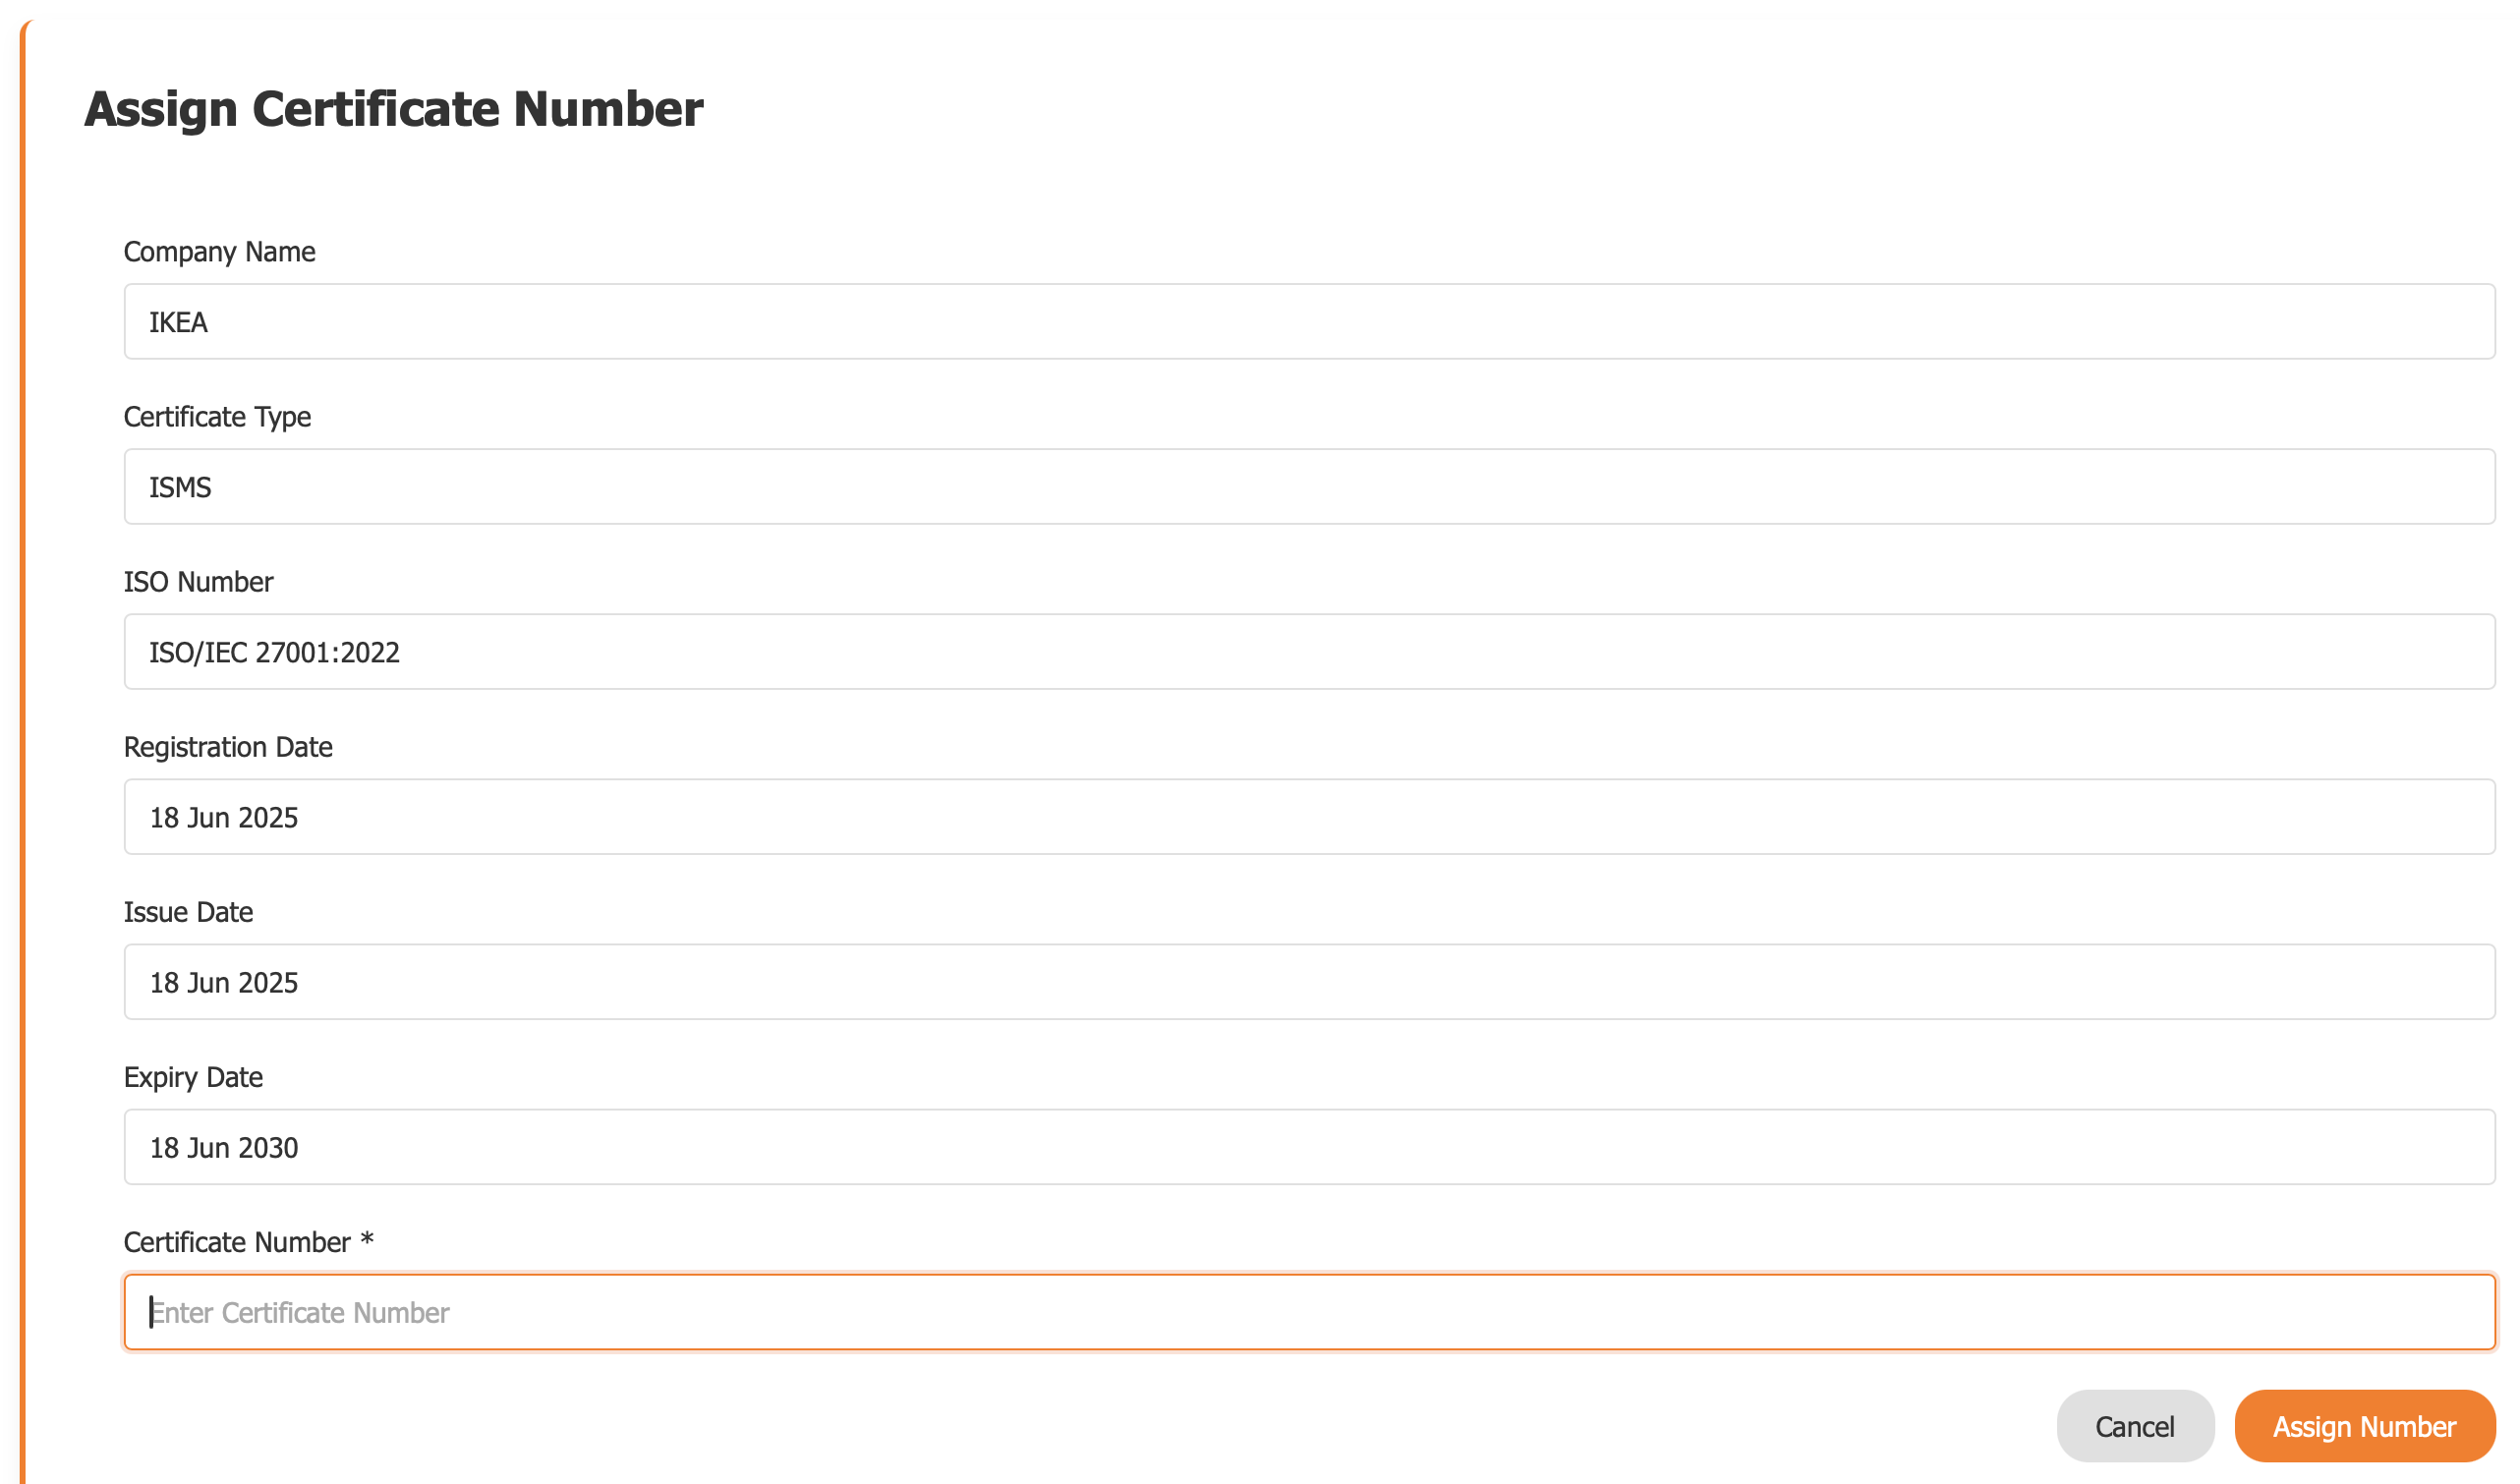 Assign Certificate Number
Company Name
IKEA
Certificate Type
ISMS
ISO Number
ISO/IEC 27001:2022
Registration Date
18 Jun 2025
Issue Date
18 Jun 2025
Expiry Date
18 Jun 2030
Certificate Number *
Enter Certificate Number
Cancel
Assign Number